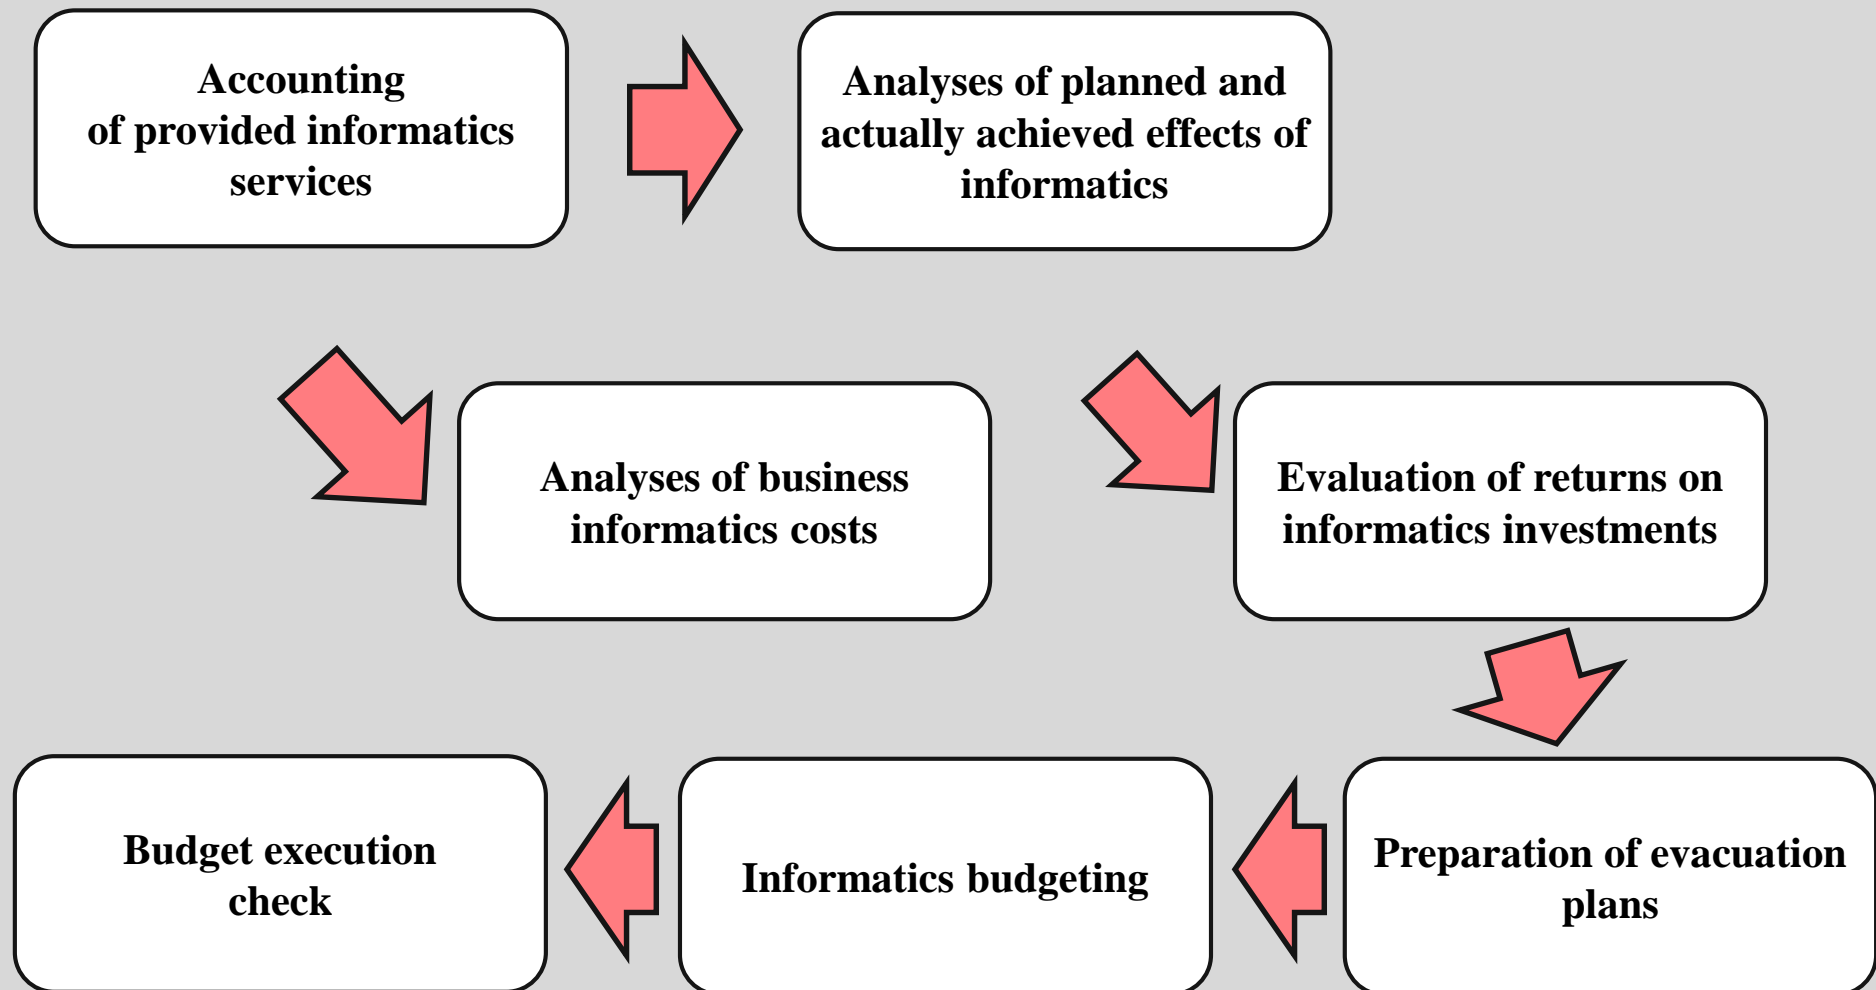 Accounting
of provided informatics
services
Analyses of planned and
actually achieved effects of
informatics
Analyses of business
informatics costs
Evaluation of returns on
informatics investments
Budget execution
check
Informatics budgeting
Preparation of evacuation
plans